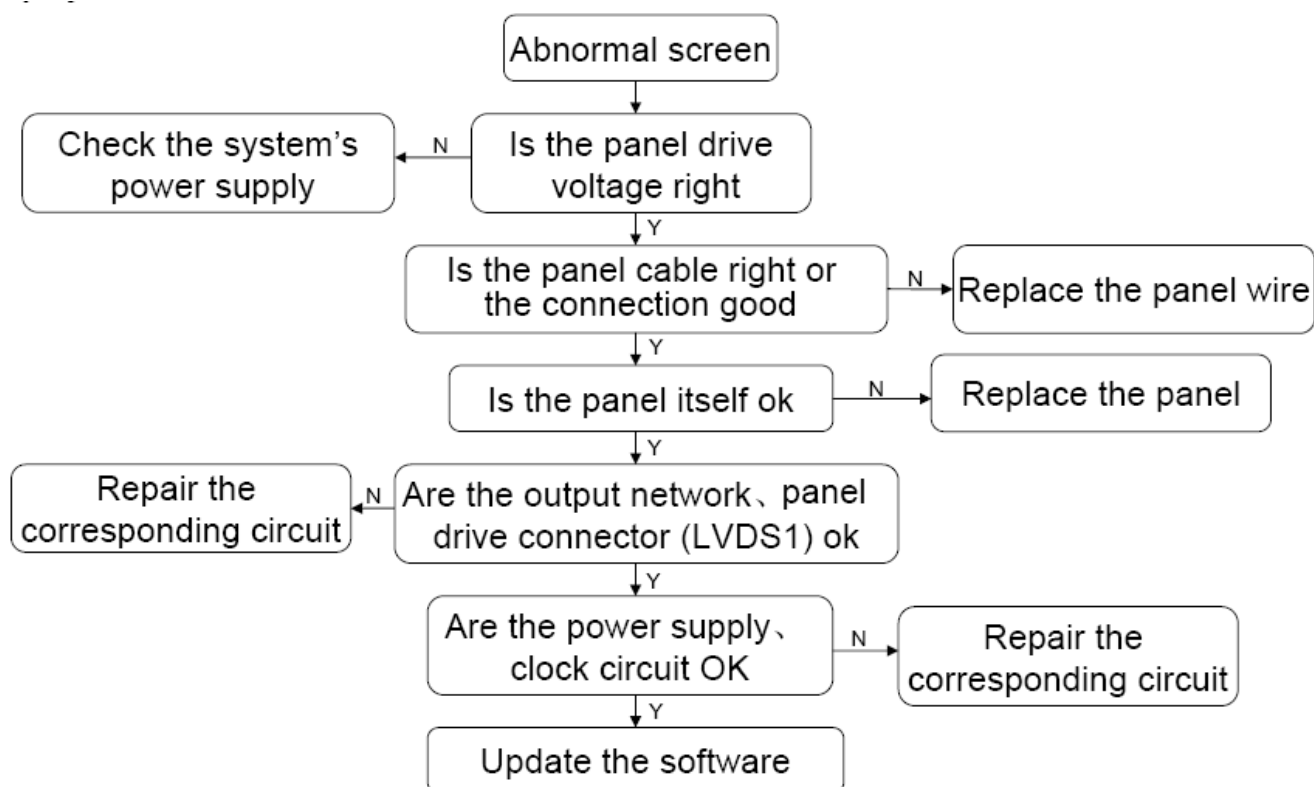 Abnormal screen
Check the system's
power supply
N
Is the panel drive
voltage right
Y
Is the panel cable right or
the connection good
N
Replace the panel wire
Y
Is the panel itself ok
N
Replace the panel
Y
Repair the
corresponding circuit
N
Are the output network、panel
drive connector (LVDS1) ok
Y
Are the power supply、
clock circuit OK
N
Repair the
corresponding circuit
Y
Update the software